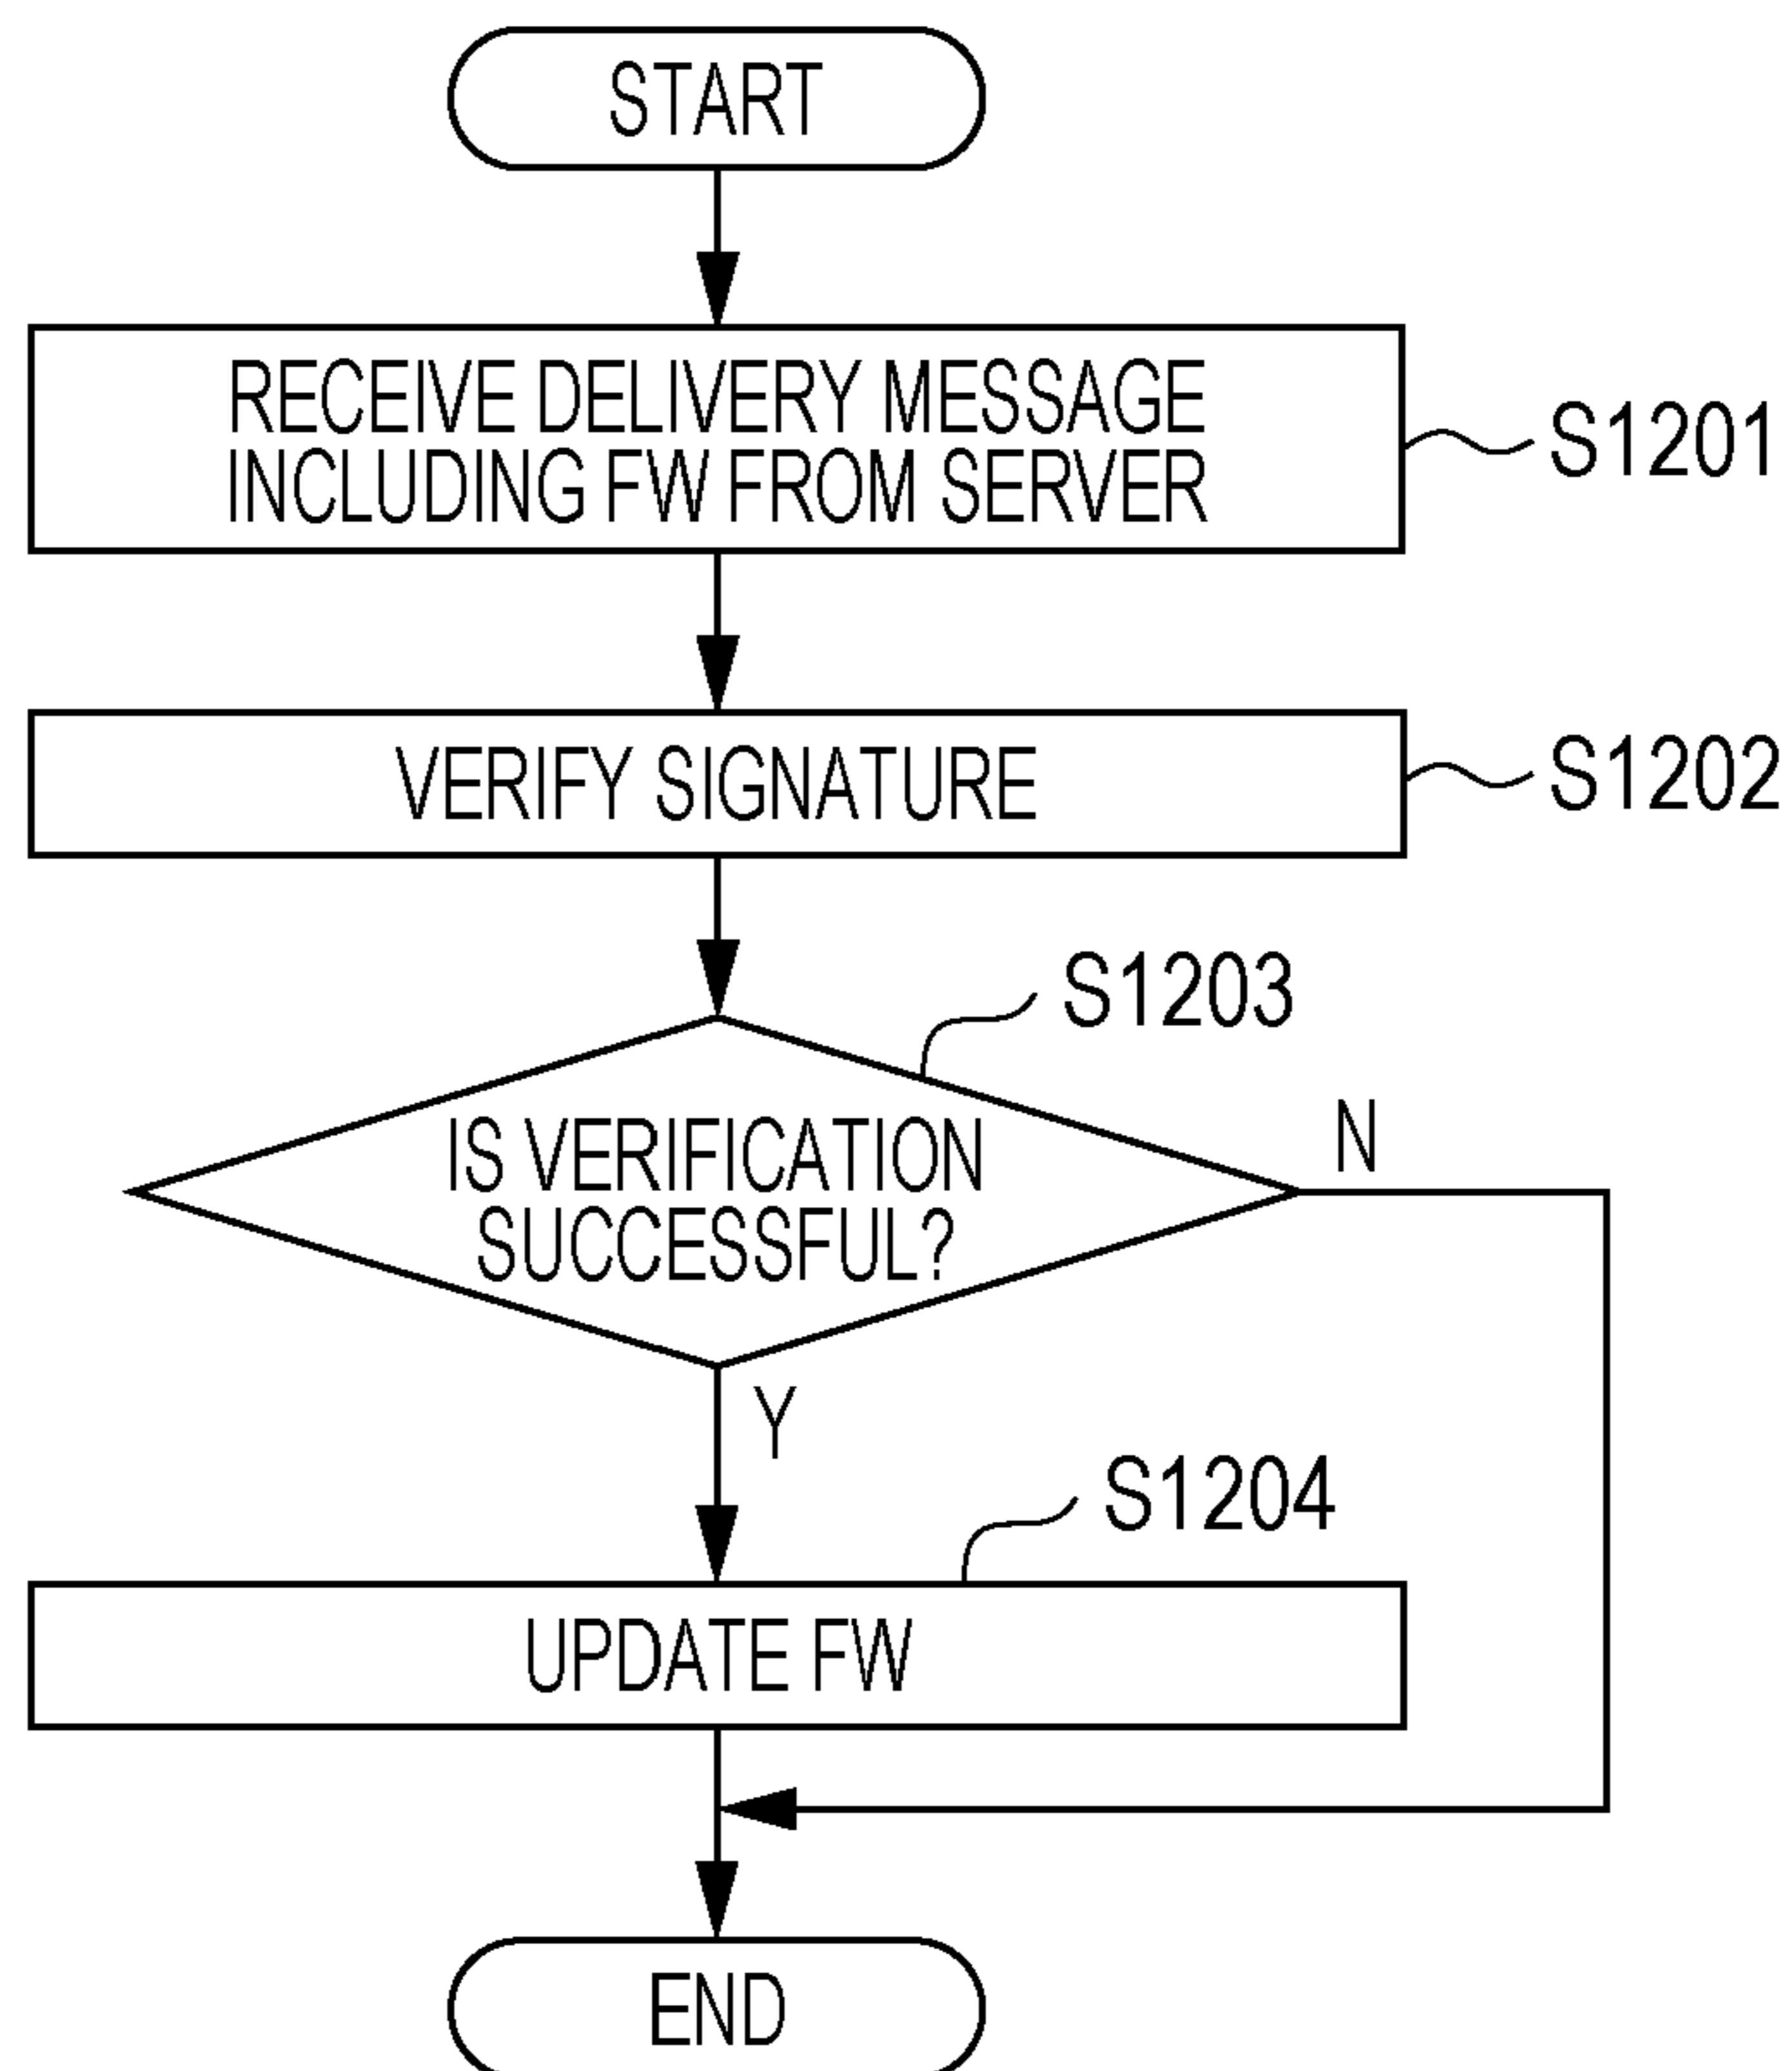 START
RECEIVE DELIVERY MESSAGE
INCLUDING FW FROM SERVER
S1201
VERIFY SIGNATURE
S1202
S1203
IS VERIFICATION
SUCCESSFUL?
N
Y
S1204
UPDATE FW
END